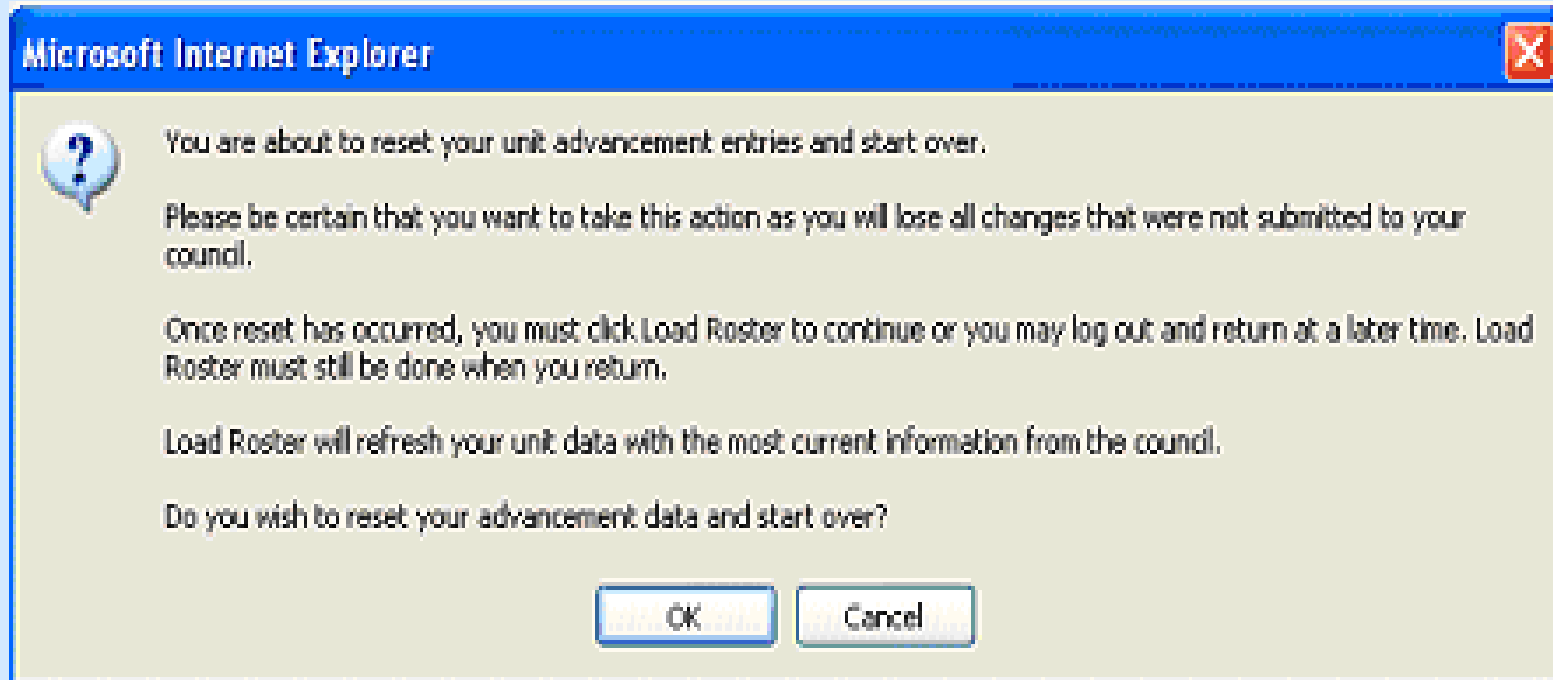 Microsoft Internet Explorer
You are about to reset your unit advancement entries and start over.
Please be certain that you want to take this action as you will lose all changes that were not submitted to your
council.
Once reset has occurred, you must click Load Roster to continue or you may log out and return at a later time. Load
Roster must still be done when you return.
Load Roster will refresh your unit data with the most current information from the council.
Do you wish to reset your advancement data and start over?
OK
Cancel